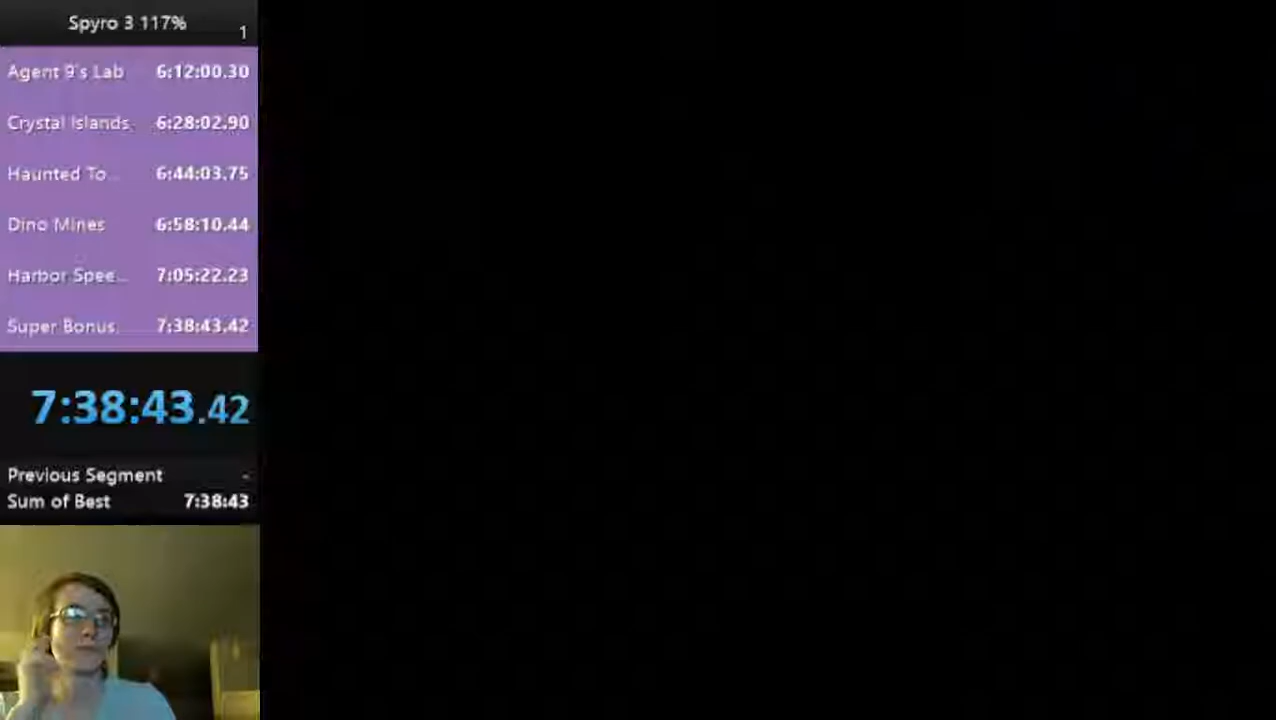 Spyro 3 117%
1
Agent 9's Lab 6:12:00.30
Crystal Islands 6:28:02.90
Haunted To... 6:44:03.75
Dino Mines 6:58:10.44
Harbor Spee... 7:05:22.23
Super Bonus... 7:38:43.42
7:38:43.42
Previous Segment -
Sum of Best 7:38:43